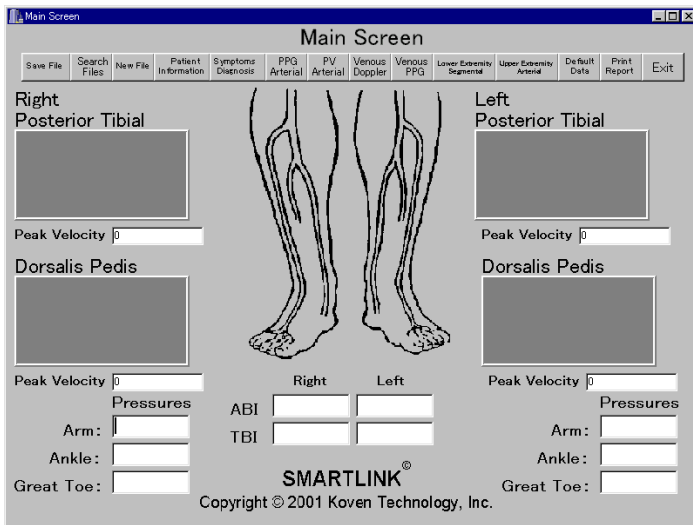 Main Screen
Main Screen
Save File Search Files New File Patient Information Symptoms Diagnosis PPG Arterial PV Arterial Venous Doppler Venous PPG Lower Extremity Segmental Upper Extremity Arterial Default Data Print Report Exit
Right
Posterior Tibial
Peak Velocity 0
Dorsalis Pedis
Peak Velocity 0
Pressures
Arm:
Ankle:
Great Toe:
Right Left
ABI
TBI
SMARTLINK©
Copyright © 2001 Koven Technology, Inc.
Left
Posterior Tibial
Peak Velocity 0
Dorsalis Pedis
Peak Velocity 0
Pressures
Arm:
Ankle:
Great Toe: